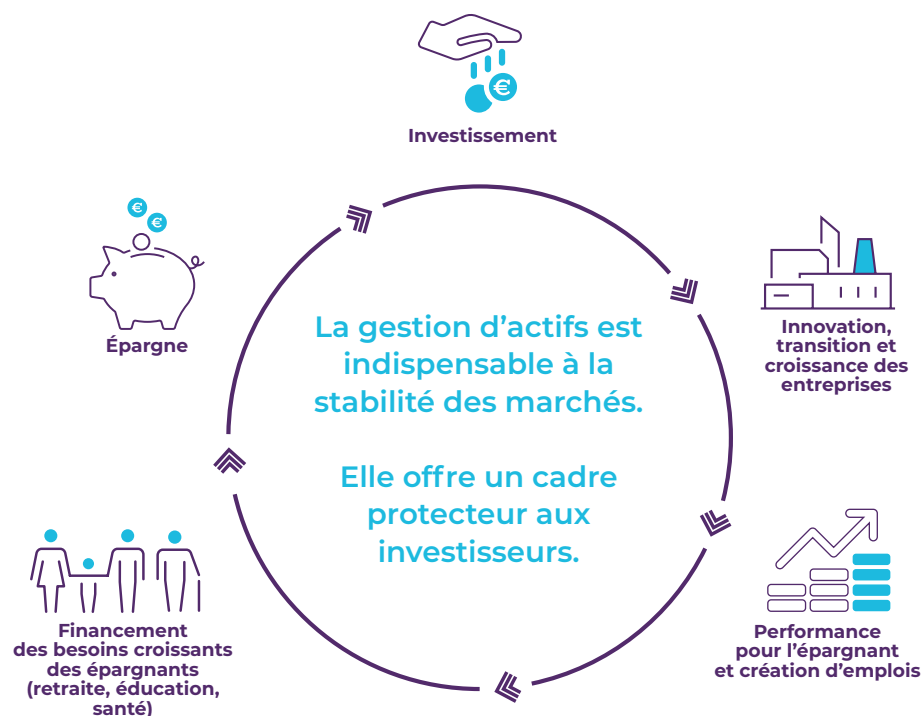 Investissement
Épargne
Innovation,
transition et
croissance des
entreprises
La gestion d’actifs est
indispensable à la
stabilité des marchés.
Elle offre un cadre
protecteur aux
investisseurs.
Financement
des besoins croissants
des épargnants
(retraite, éducation,
santé)
Performance
pour l’épargnant
et création d’emplois